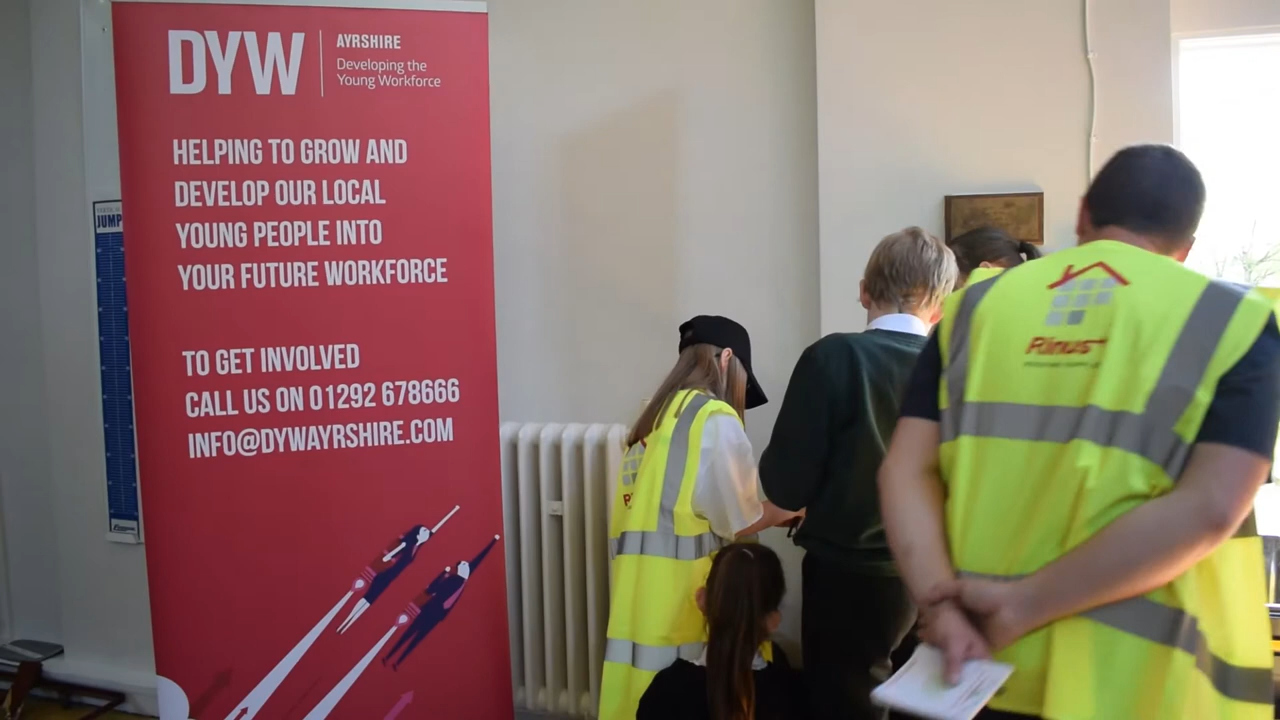 DYW
AYRSHIRE
Developing the
Young Workforce
HELPING TO GROW AND
DEVELOP OUR LOCAL
YOUNG PEOPLE INTO
YOUR FUTURE WORKFORCE
TO GET INVOLVED
CALL US ON 01292 678666
INFO@DYWAYRSHIRE.COM
JUMP
Rinus